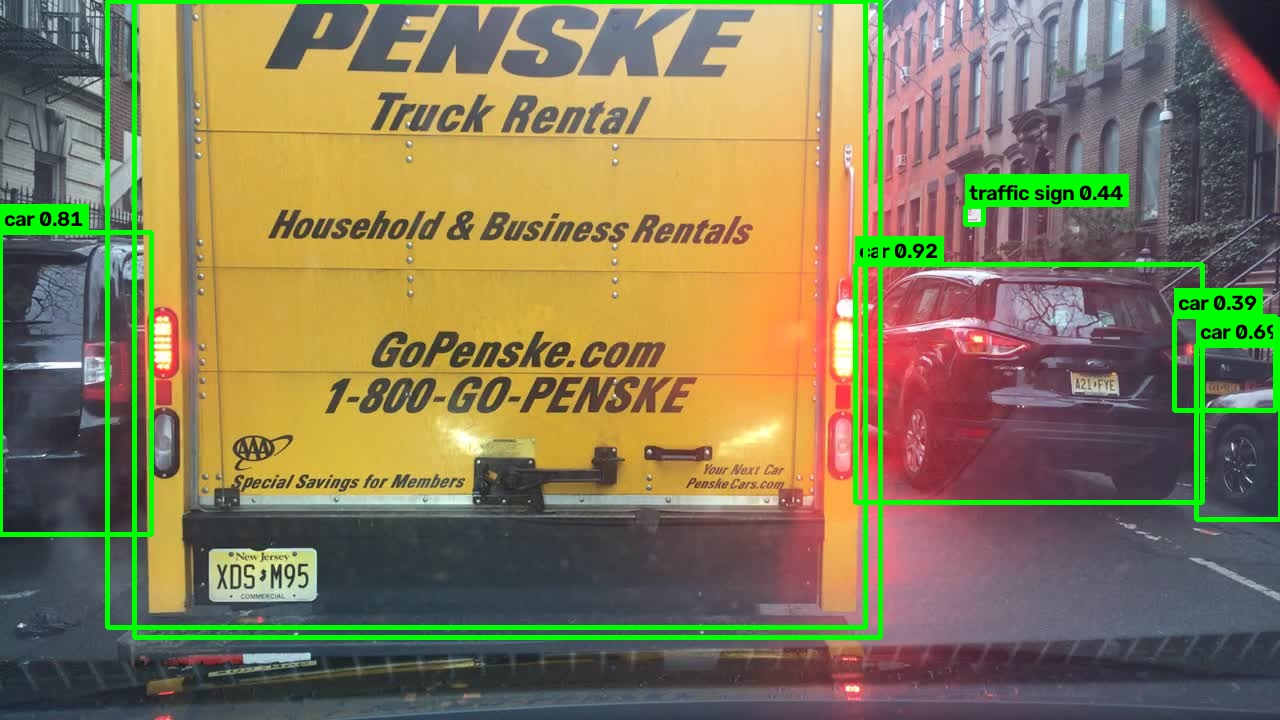 PENSKE
Truck Rental
traffic sign 0.44
car 0.81
Household & Business Rentals
car 0.92
car 0.39
car 0.69
GoPenske.com
1-800-GO-PENSKE
A21 FYE
AAA
Your Next Car
Special Savings for Members
PenskeCars.com
New Jersey
XDS M95
COMMERCIAL